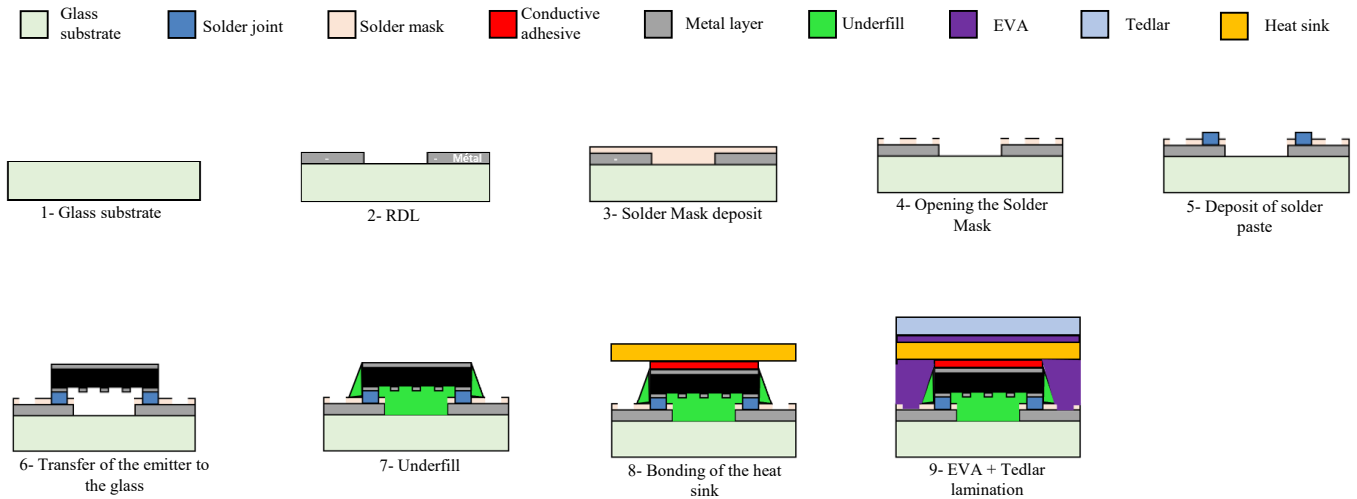 Glass
substrate
Solder joint
Solder mask
Conductive
adhesive
Metal layer
Underfill
EVA
Tedlar
Heat sink
- - Métal
-
1- Glass substrate
2- RDL
3- Solder Mask deposit
4- Opening the Solder
Mask
5- Deposit of solder
paste
6- Transfer of the emitter to
the glass
7- Underfill
8- Bonding of the heat
sink
9- EVA + Tedlar
lamination